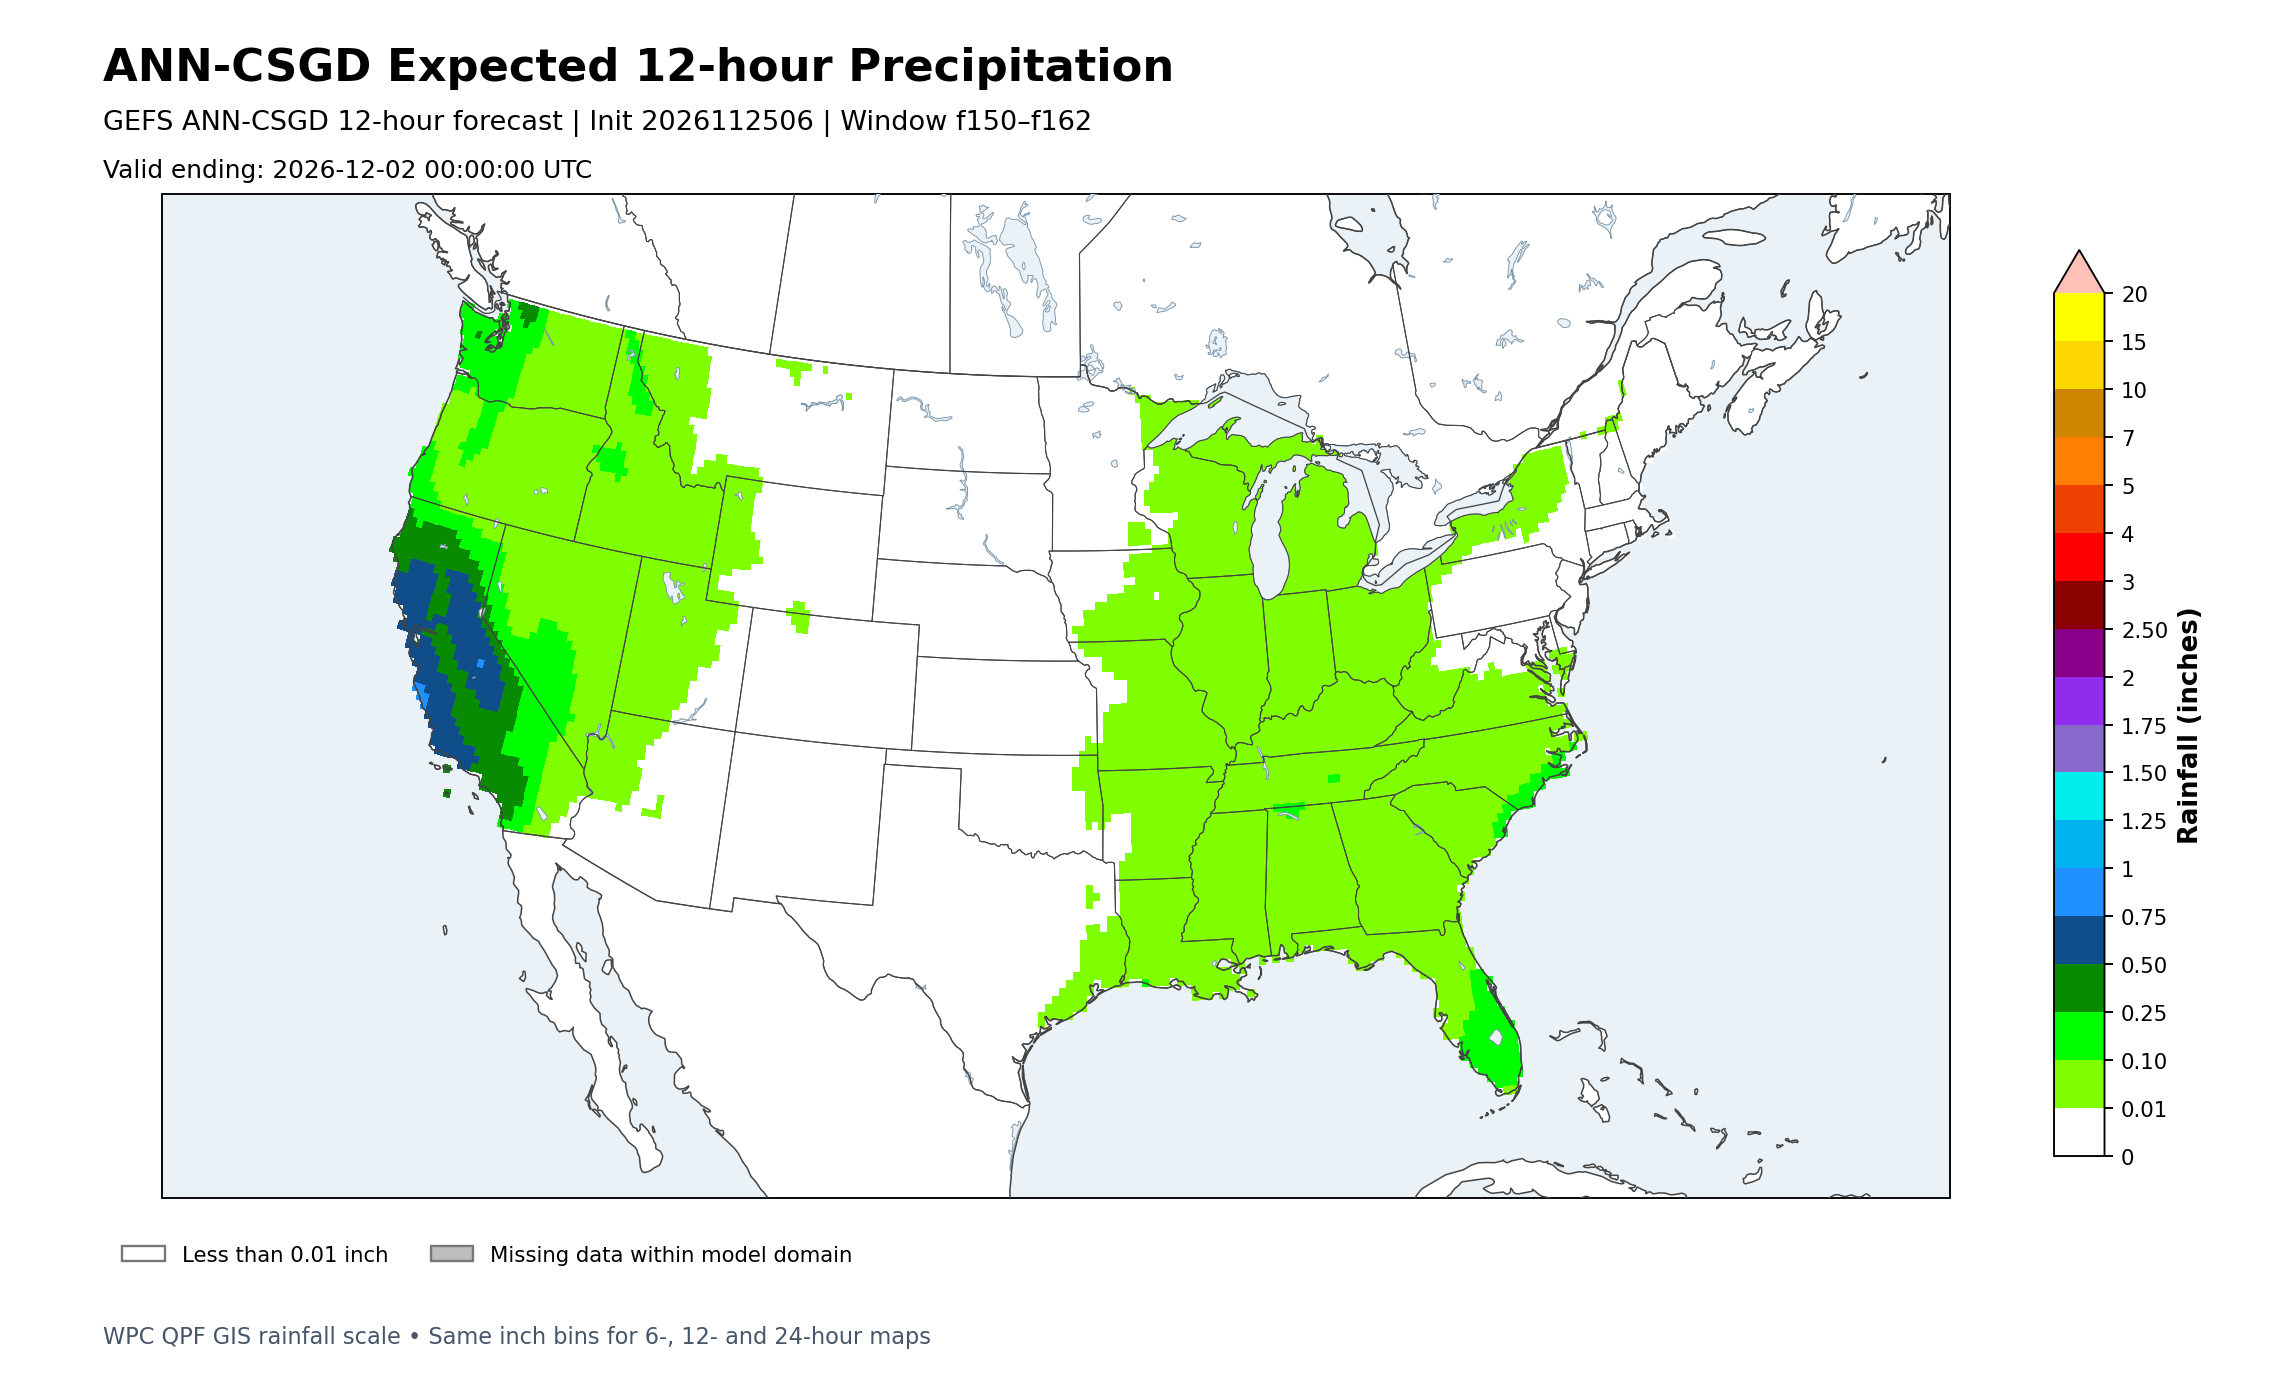 ANN-CSGD Expected 12-hour Precipitation
GEFS ANN-CSGD 12-hour forecast | Init 2026112506 | Window f150–f162
Valid ending: 2026-12-02 00:00:00 UTC
20
15
10
7
5
4
3
2.50
2
1.75
1.50
1.25
1
0.75
0.50
0.25
0.10
0.01
0
Rainfall (inches)
Less than 0.01 inch
Missing data within model domain
WPC QPF GIS rainfall scale • Same inch bins for 6-, 12- and 24-hour maps